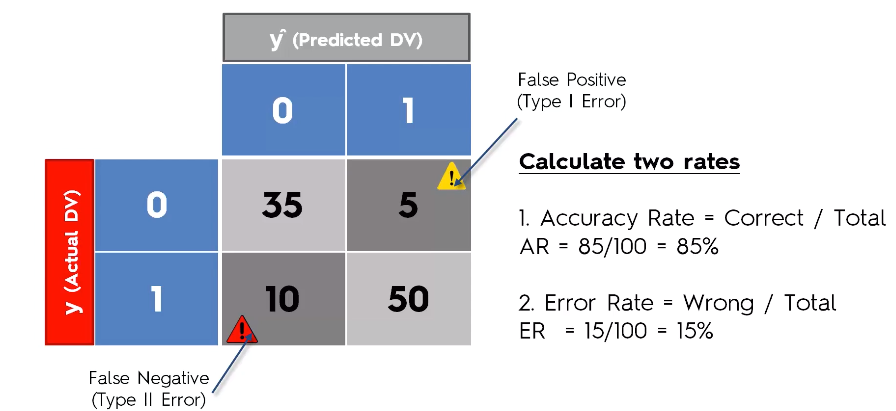 ŷ (Predicted DV)
0 1
False Positive
(Type I Error)
y (Actual DV)
0 35 5 !
1 10 50
!
False Negative
(Type II Error)
Calculate two rates
1. Accuracy Rate = Correct / Total
AR = 85/100 = 85%
2. Error Rate = Wrong / Total
ER = 15/100 = 15%